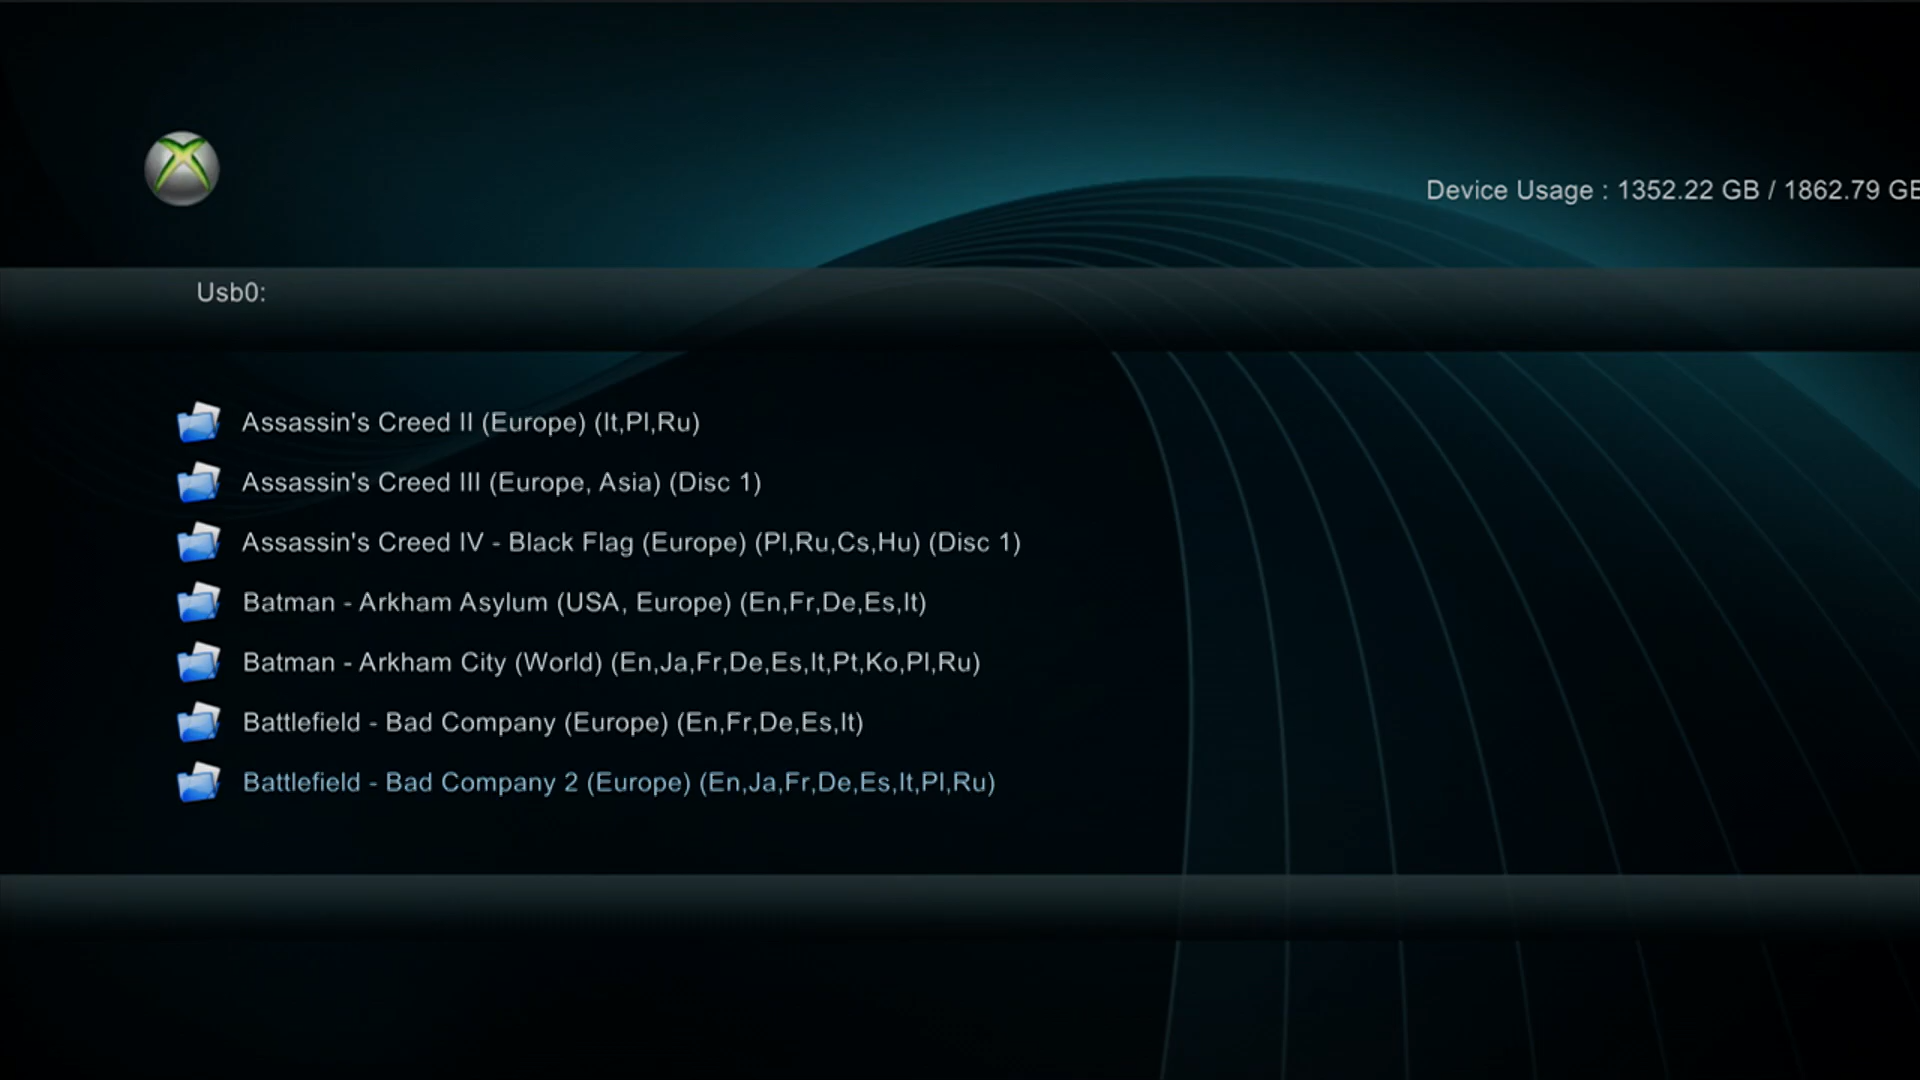 Device Usage : 1352.22 GB / 1862.79 GB
Usb0:
Assassin's Creed II (Europe) (It,Pl,Ru)
Assassin's Creed III (Europe, Asia) (Disc 1)
Assassin's Creed IV - Black Flag (Europe) (Pl,Ru,Cs,Hu) (Disc 1)
Batman - Arkham Asylum (USA, Europe) (En,Fr,De,Es,It)
Batman - Arkham City (World) (En,Ja,Fr,De,Es,It,Pt,Ko,Pl,Ru)
Battlefield - Bad Company (Europe) (En,Fr,De,Es,It)
Battlefield - Bad Company 2 (Europe) (En,Ja,Fr,De,Es,It,Pl,Ru)